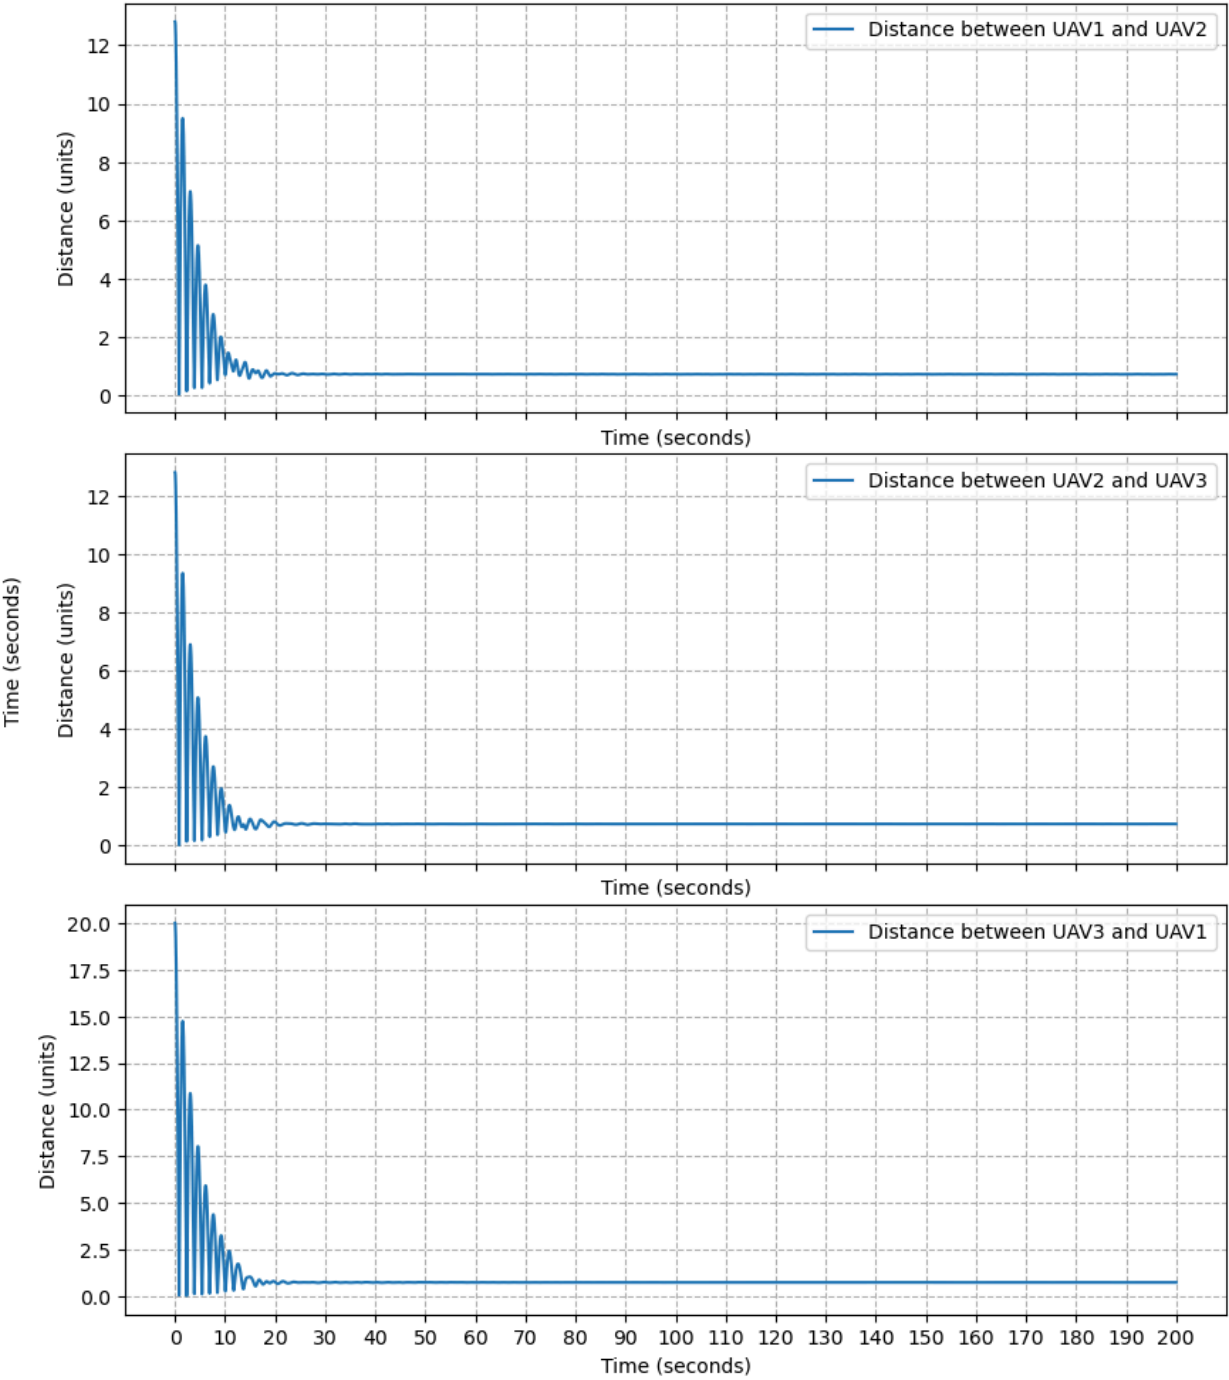 Distance between UAV1 and UAV2
12
10
8
6
4
2
0
Distance (units)
Time (seconds)
Distance between UAV2 and UAV3
12
10
8
6
4
2
0
Distance (units)
Time (seconds)
Time (seconds)
Distance between UAV3 and UAV1
20.0
17.5
15.0
12.5
10.0
7.5
5.0
2.5
0.0
Distance (units)
0 10 20 30 40 50 60 70 80 90 100 110 120 130 140 150 160 170 180 190 200
Time (seconds)